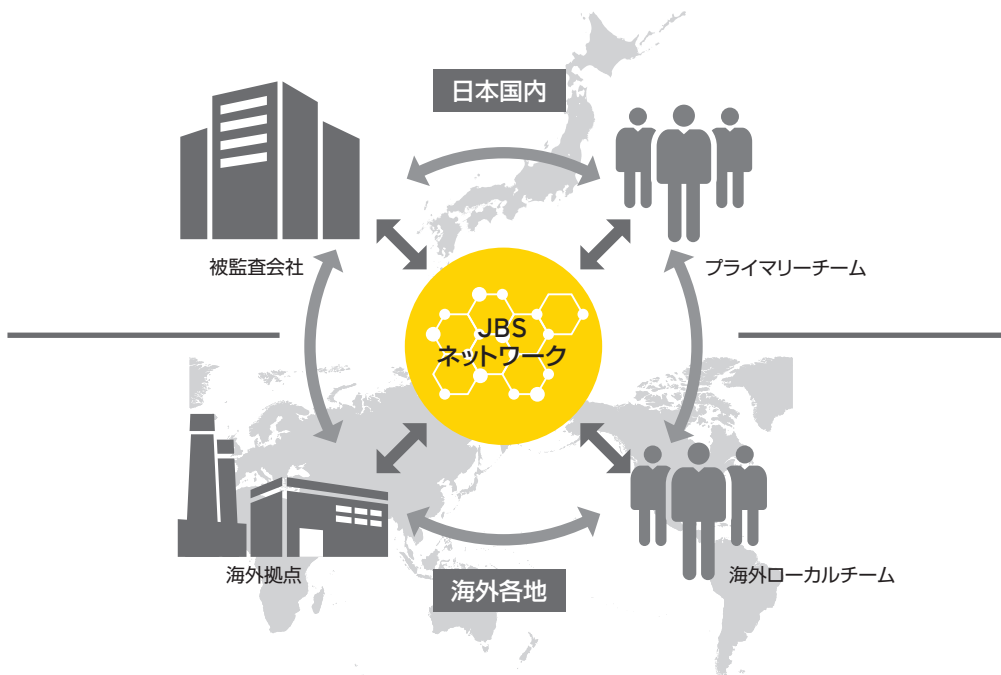 日本国内
被監査会社
プライマリーチーム
JBS
ネットワーク
海外拠点
海外ローカルチーム
海外各地